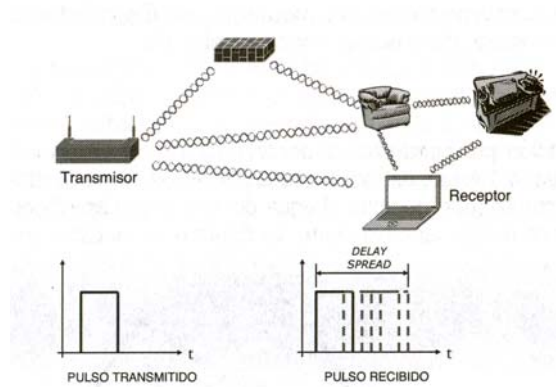 Transmisor
Receptor
DELAY
SPREAD
t
t
PULSO TRANSMITIDO
PULSO RECIBIDO